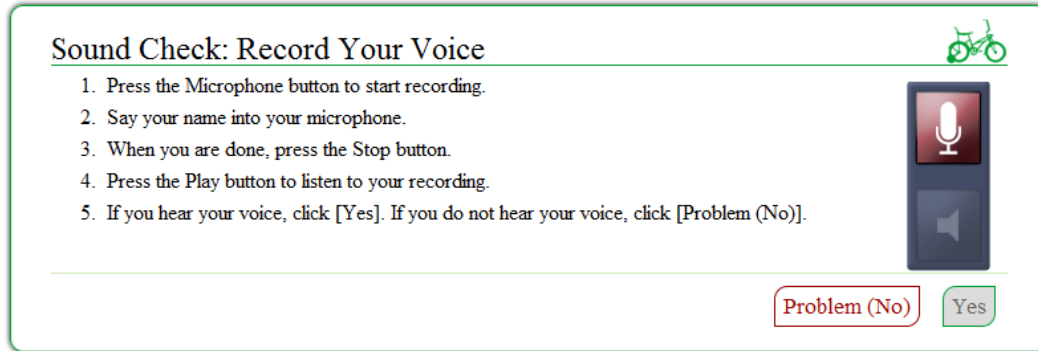 Sound Check: Record Your Voice
1. Press the Microphone button to start recording.
2. Say your name into your microphone.
3. When you are done, press the Stop button.
4. Press the Play button to listen to your recording.
5. If you hear your voice, click [Yes]. If you do not hear your voice, click [Problem (No)].
Problem (No) Yes